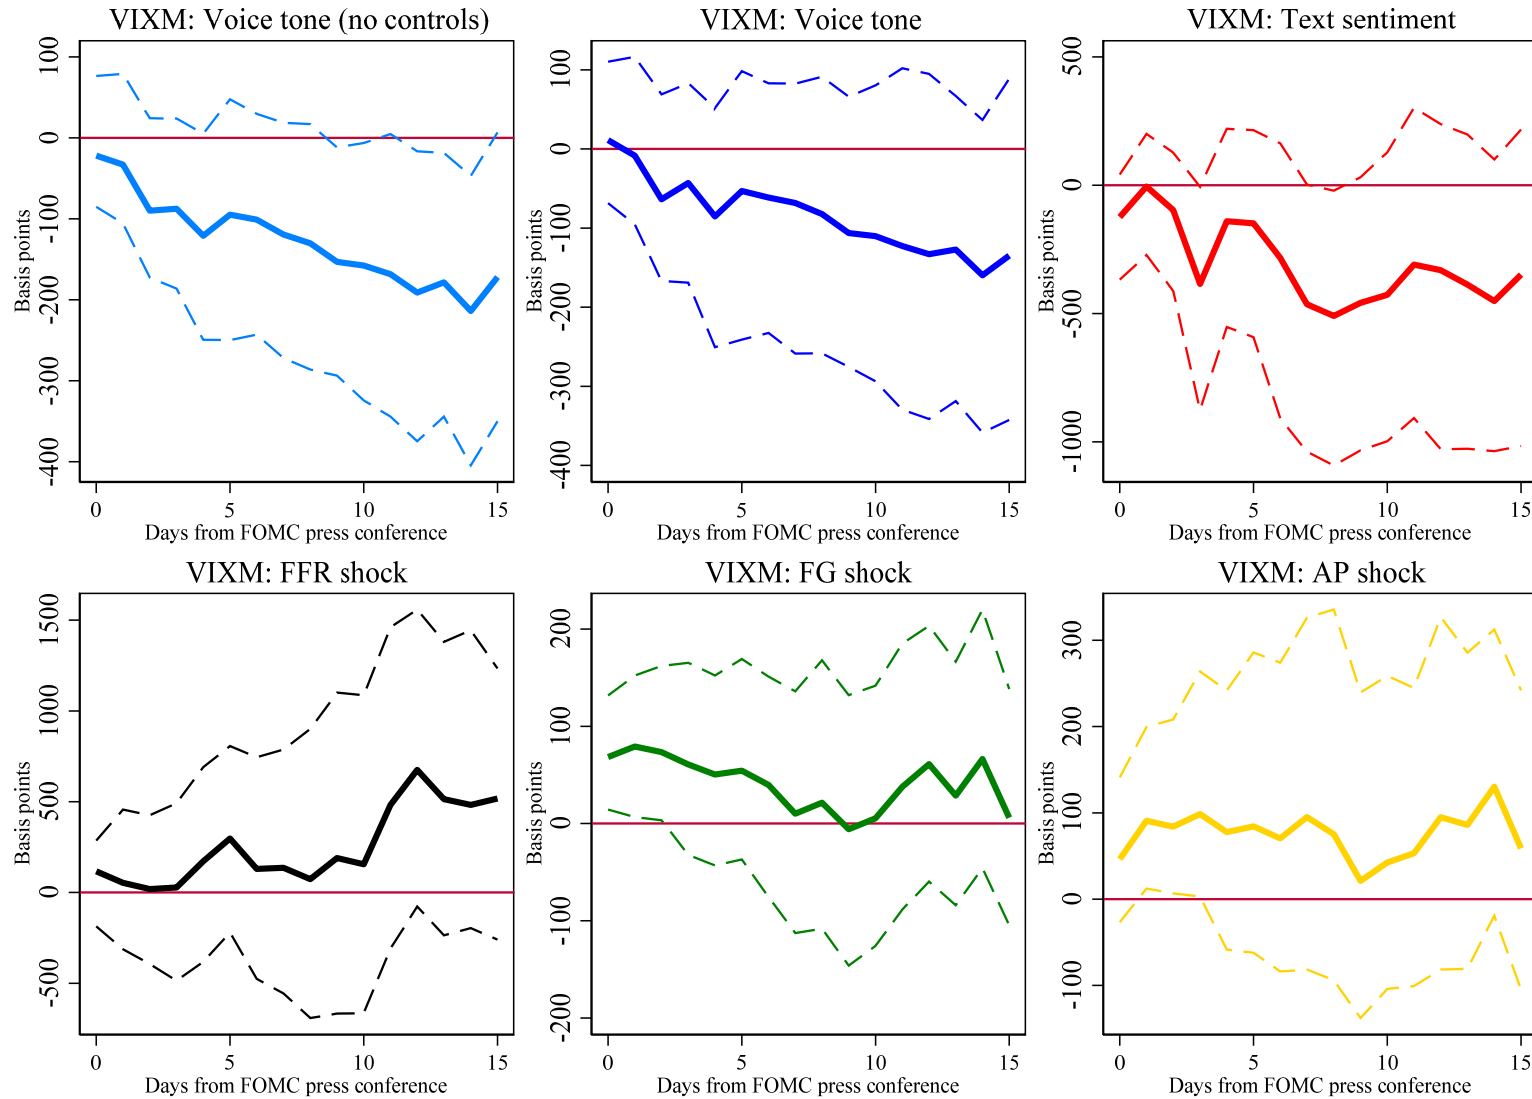 VIXM: Voice tone (no controls)
Basis points
100
0
-100
-200
-300
-400
0 5 10 15
Days from FOMC press conference
VIXM: Voice tone
Basis points
100
0
-100
-200
-300
-400
0 5 10 15
Days from FOMC press conference
VIXM: Text sentiment
Basis points
500
0
-500
-1000
0 5 10 15
Days from FOMC press conference
VIXM: FFR shock
Basis points
1500
1000
500
0
-500
0 5 10 15
Days from FOMC press conference
VIXM: FG shock
Basis points
200
100
0
-100
-200
0 5 10 15
Days from FOMC press conference
VIXM: AP shock
Basis points
300
200
100
0
-100
0 5 10 15
Days from FOMC press conference